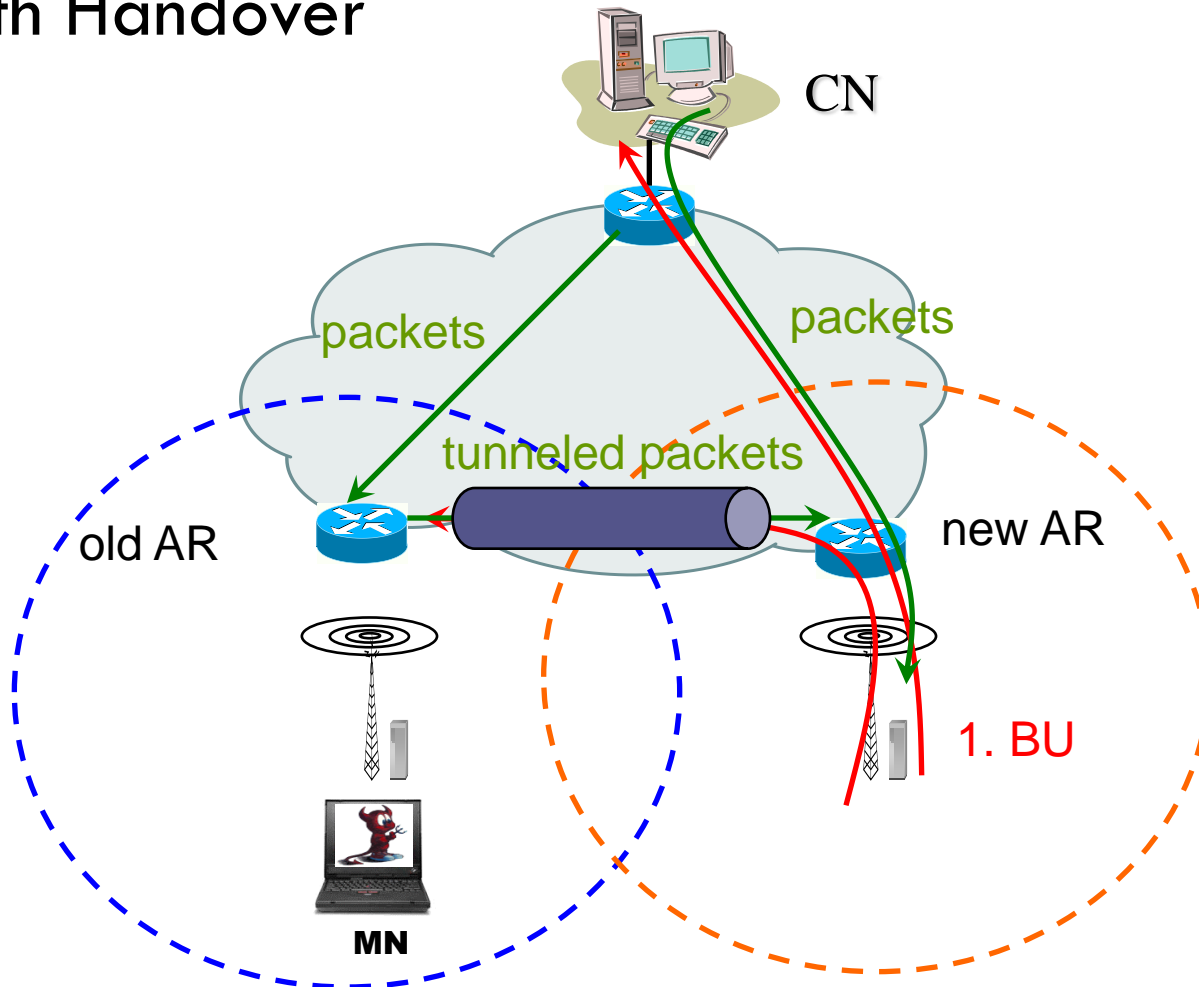 th Handover
CN
packets
packets
tunneled packets
old AR
new AR
1. BU
MN